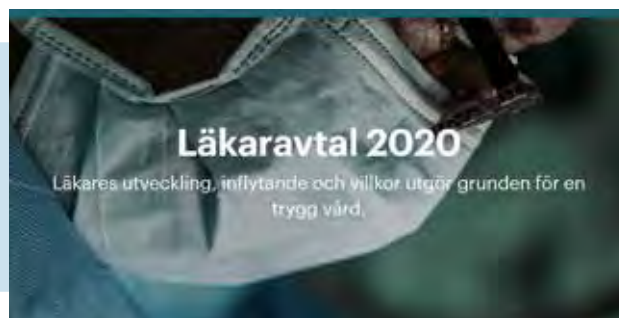 Läkaravtal 2020
Läkares utveckling, inflytande och villkor utgör grunden för en
trygg vård.